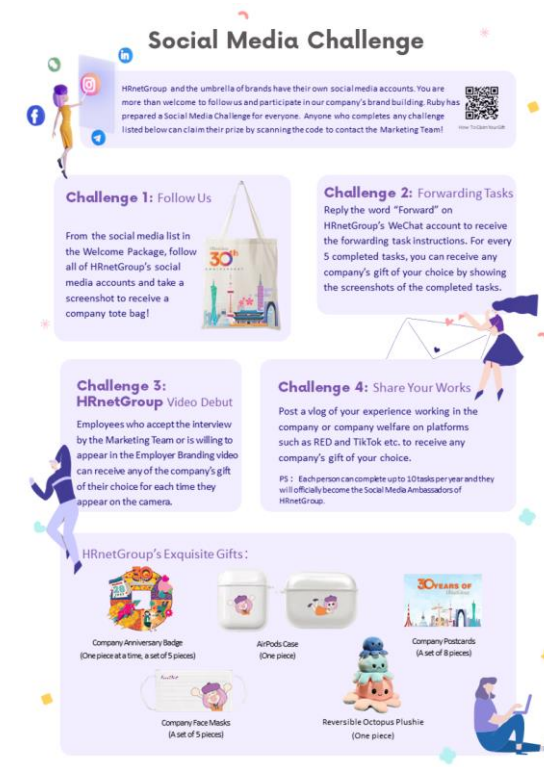 Social Media Challenge
HRnetGroup and the umbrella of brands have their own social media accounts. You are
more than welcome to follow us and participate in our company's brand building. Ruby has
prepared a Social Media Challenge for everyone. Anyone who completes any challenge
listed below can claim their prize by scanning the code to contact the Marketing Team!
How To Claim Your Gift
Challenge 1: Follow Us
From the social media list in
the Welcome Package, follow
all of HRnetGroup's social
media accounts and take a
screenshot to receive a
company tote bag!
30th
ANNIVERSARY
Challenge 2: Forwarding Tasks
Reply the word “Forward” on
HRnetGroup's WeChat account to receive
the forwarding task instructions. For every
5 completed tasks, you can receive any
company's gift of your choice by showing
the screenshots of the completed tasks.
Challenge 3:
HRnetGroup Video Debut
Employees who accept the interview
by the Marketing Team or is willing to
appear in the Employer Branding video
can receive any of the company's gift
of their choice for each time they
appear on the camera.
Challenge 4: Share Your Works
Post a vlog of your experience working in the
company or company welfare on platforms
such as RED and TikTok etc. to receive any
company's gift of your choice.
PS： Each person can complete up to 10 tasks per year and they
will officially become the Social Media Ambassadors of
HRnetGroup.
HRnetGroup's Exquisite Gifts：
30
28
30 YEARS OF
Company Anniversary Badge
(One piece at a time, a set of 5 pieces)
AirPods Case
(One piece)
Company Postcards
(A set of 8 pieces)
Company Face Masks
(A set of 5 pieces)
Reversible Octopus Plushie
(One piece)